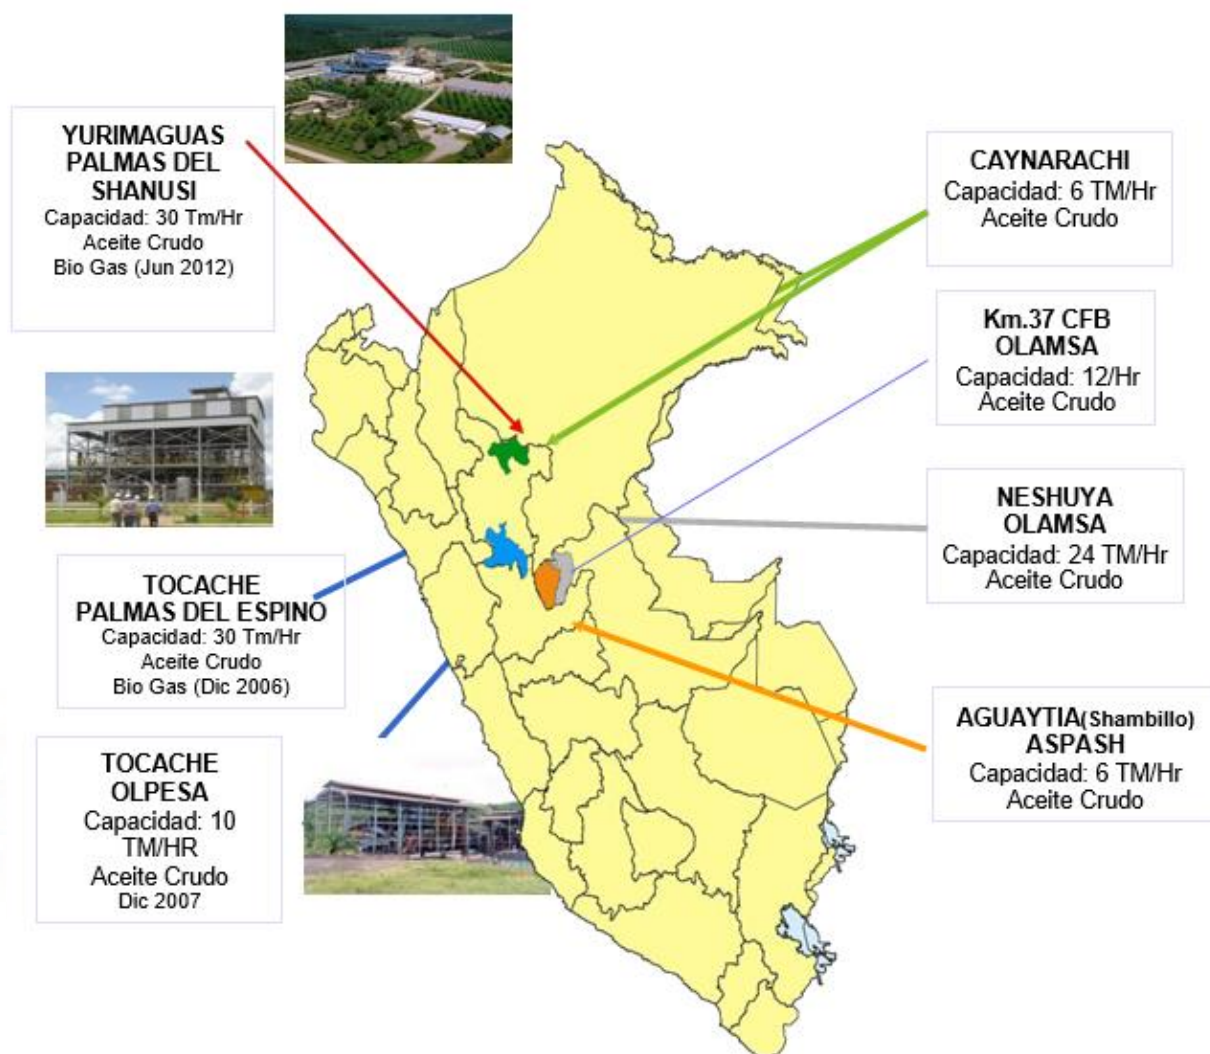 YURIMAGUAS
PALMAS DEL
SHANUSI
Capacidad: 30 Tm/Hr
Aceite Crudo
Bio Gas (Jun 2012)
TOCACHE
PALMAS DEL ESPINO
Capacidad: 30 Tm/Hr
Aceite Crudo
Bio Gas (Dic 2006)
TOCACHE
OLPESA
Capacidad: 10
TM/HR
Aceite Crudo
Dic 2007
CAYNARACHI
Capacidad: 6 TM/Hr
Aceite Crudo
Km.37 CFB
OLAMSA
Capacidad: 12/Hr
Aceite Crudo
NESHUYA
OLAMSA
Capacidad: 24 TM/Hr
Aceite Crudo
AGUAYTIA(Shambillo)
ASPASH
Capacidad: 6 TM/Hr
Aceite Crudo